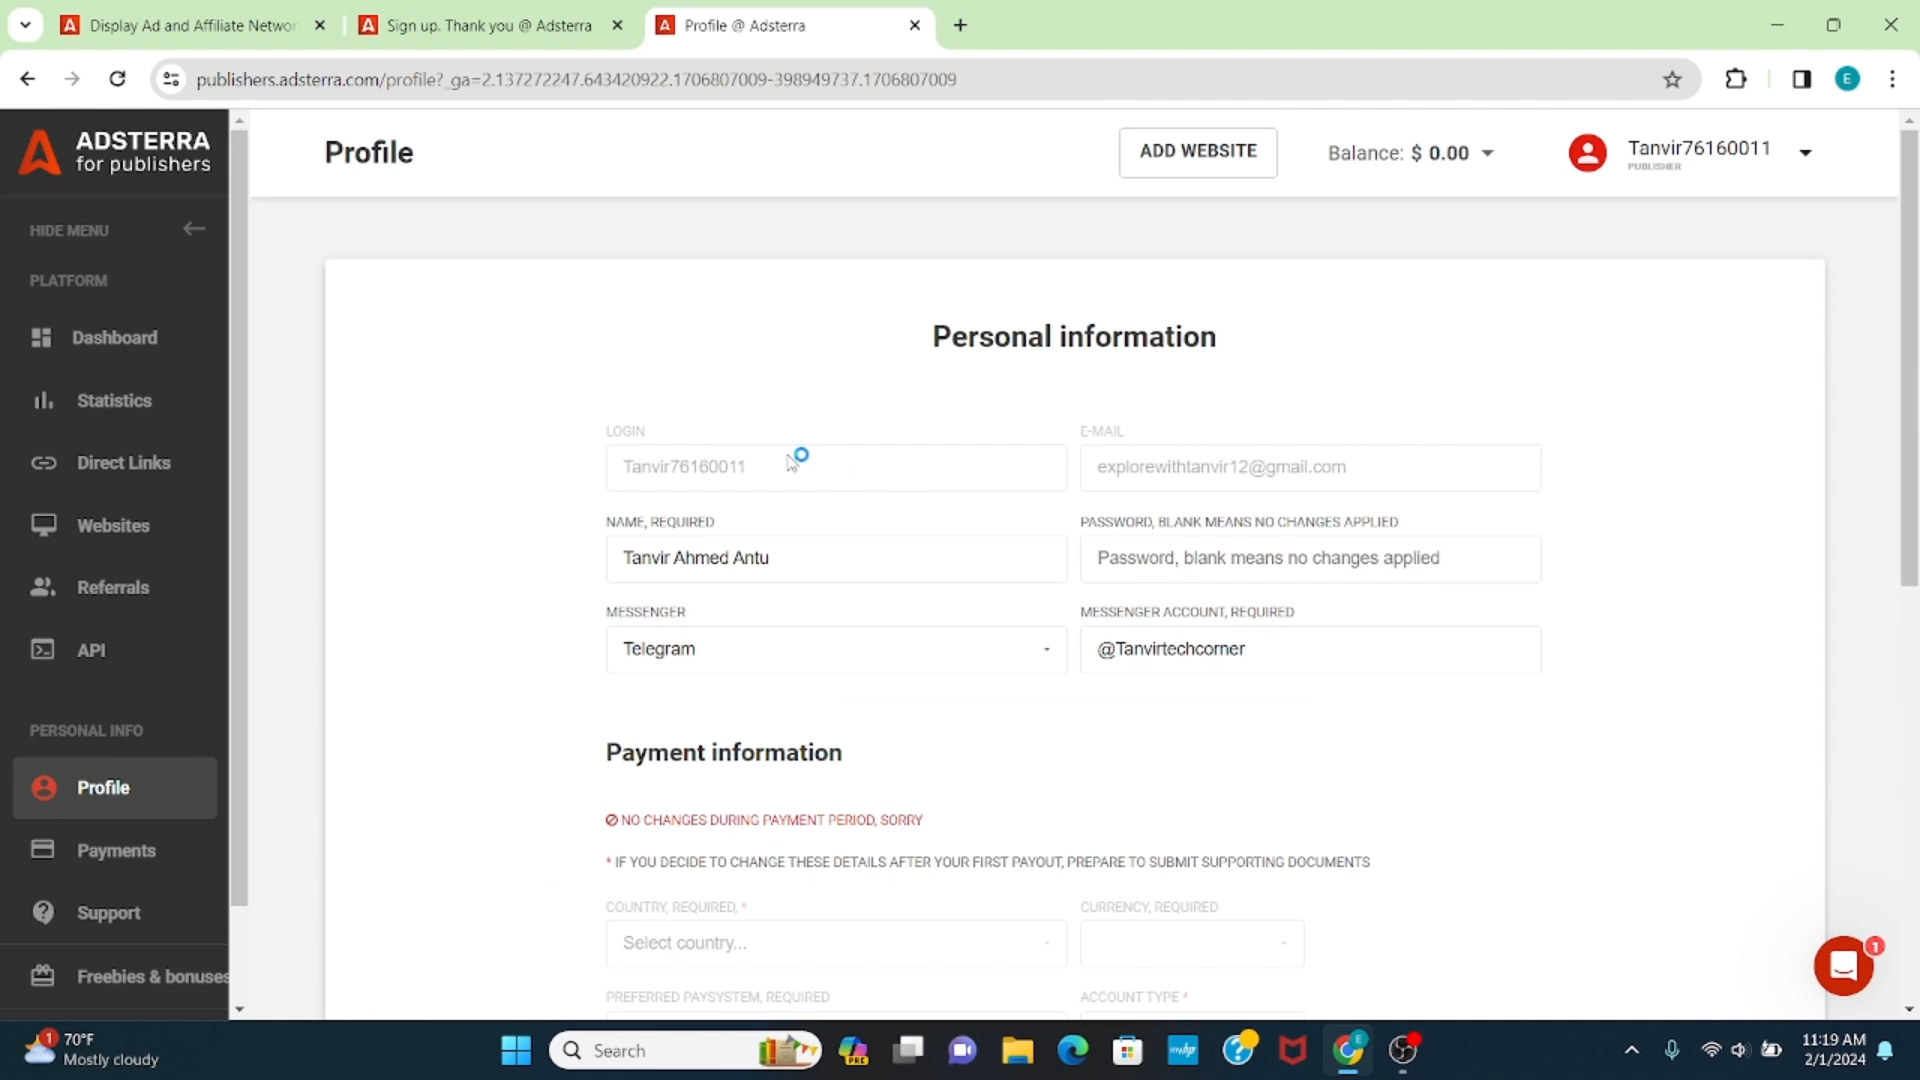 Display Ad and Affiliate Networ
Sign up. Thank you @ Adsterra
Profile @ Adsterra
publishers.adsterra.com/profile?_ga=2.137272247.643420922.1706807009-398949737.1706807009
E
ADSTERRA
for publishers
Profile
ADD WEBSITE
Balance: $ 0.00
Tanvir76160011
PUBLISHER
HIDE MENU
PLATFORM
Dashboard
Statistics
Direct Links
Websites
Referrals
API
PERSONAL INFO
Profile
Payments
Support
Freebies & bonuses
Personal information
LOGIN
E-MAIL
Tanvir76160011
explorewithtanvir12@gmail.com
NAME, REQUIRED
PASSWORD, BLANK MEANS NO CHANGES APPLIED
Tanvir Ahmed Antu
Password, blank means no changes applied
MESSENGER
MESSENGER ACCOUNT, REQUIRED
Telegram
@Tanvirtechcorner
Payment information
NO CHANGES DURING PAYMENT PERIOD, SORRY
* IF YOU DECIDE TO CHANGE THESE DETAILS AFTER YOUR FIRST PAYOUT, PREPARE TO SUBMIT SUPPORTING DOCUMENTS
COUNTRY, REQUIRED, *
CURRENCY, REQUIRED
Select country...
PREFERRED PAYSYSTEM, REQUIRED
ACCOUNT TYPE *
1
1
70°F
Mostly cloudy
Search
PRE
myhp
E
11:19 AM
2/1/2024